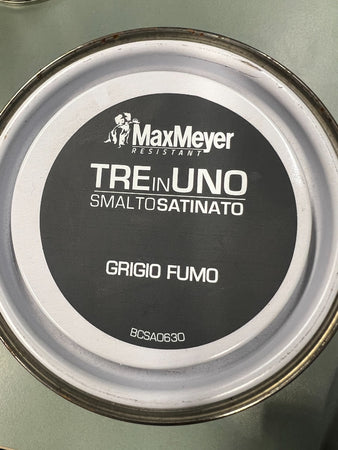 MaxMeyer
RESISTANT
TREINUNO
SMALTOSATINATO
GRIGIO FUMO
BCSA0630